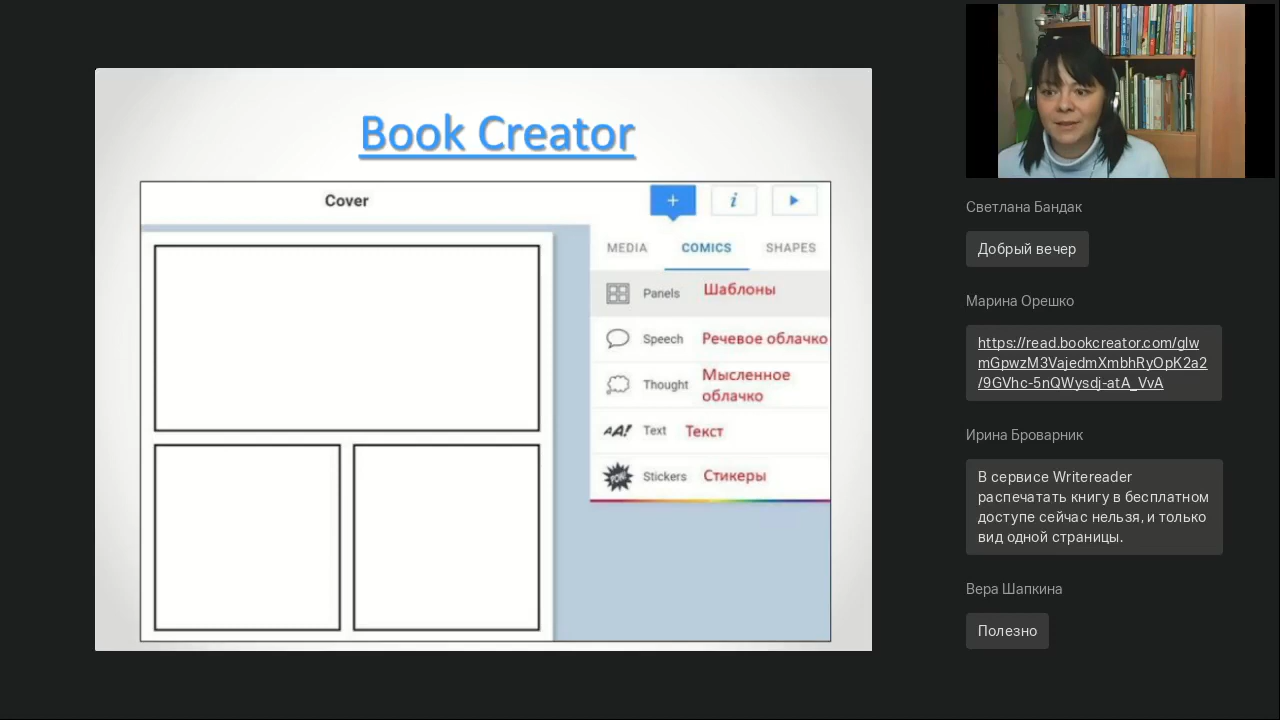 Book Creator
Cover
+ i
MEDIA COMICS SHAPES
Panels Шаблоны
Speech Речевое облачко
Thought Мысленное
облачко
AA! Text Текст
POW! Stickers Стикеры
Светлана Бандак
Добрый вечер
Марина Орешко
https://read.bookcreator.com/glw
mGpwzM3VajedmXmbhRyOpK2a2
/9GVhc-5nQWysdj-atA_VvA
Ирина Броварник
В сервисе Writereader
распечатать книгу в бесплатном
доступе сейчас нельзя, и только
вид одной страницы.
Вера Шапкина
Полезно